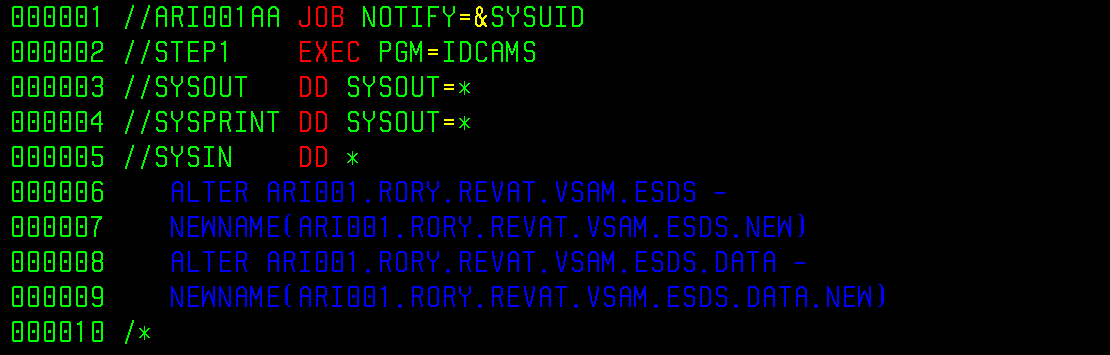 000001 //ARI001AA JOB NOTIFY=&SYSUID
000002 //STEP1    EXEC PGM=IDCAMS
000003 //SYSOUT   DD SYSOUT=*
000004 //SYSPRINT DD SYSOUT=*
000005 //SYSIN    DD *
000006    ALTER ARI001.RORY.REVAT.VSAM.ESDS -
000007    NEWNAME(ARI001.RORY.REVAT.VSAM.ESDS.NEW)
000008    ALTER ARI001.RORY.REVAT.VSAM.ESDS.DATA -
000009    NEWNAME(ARI001.RORY.REVAT.VSAM.ESDS.DATA.NEW)
000010 /*